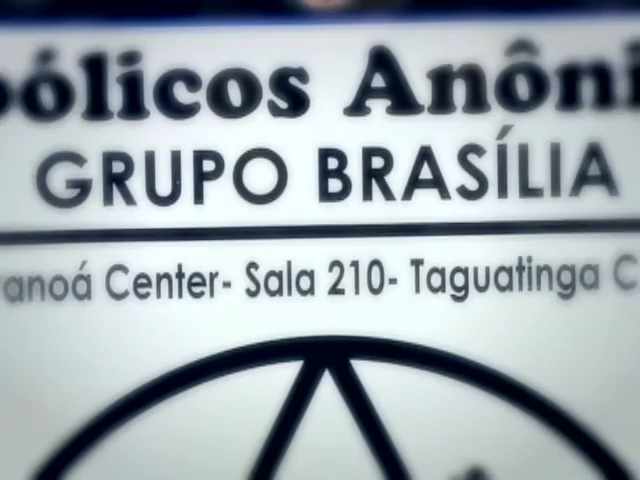 ólicos Anôni
GRUPO BRASÍLIA
anoá Center- Sala 210- Taguatinga C